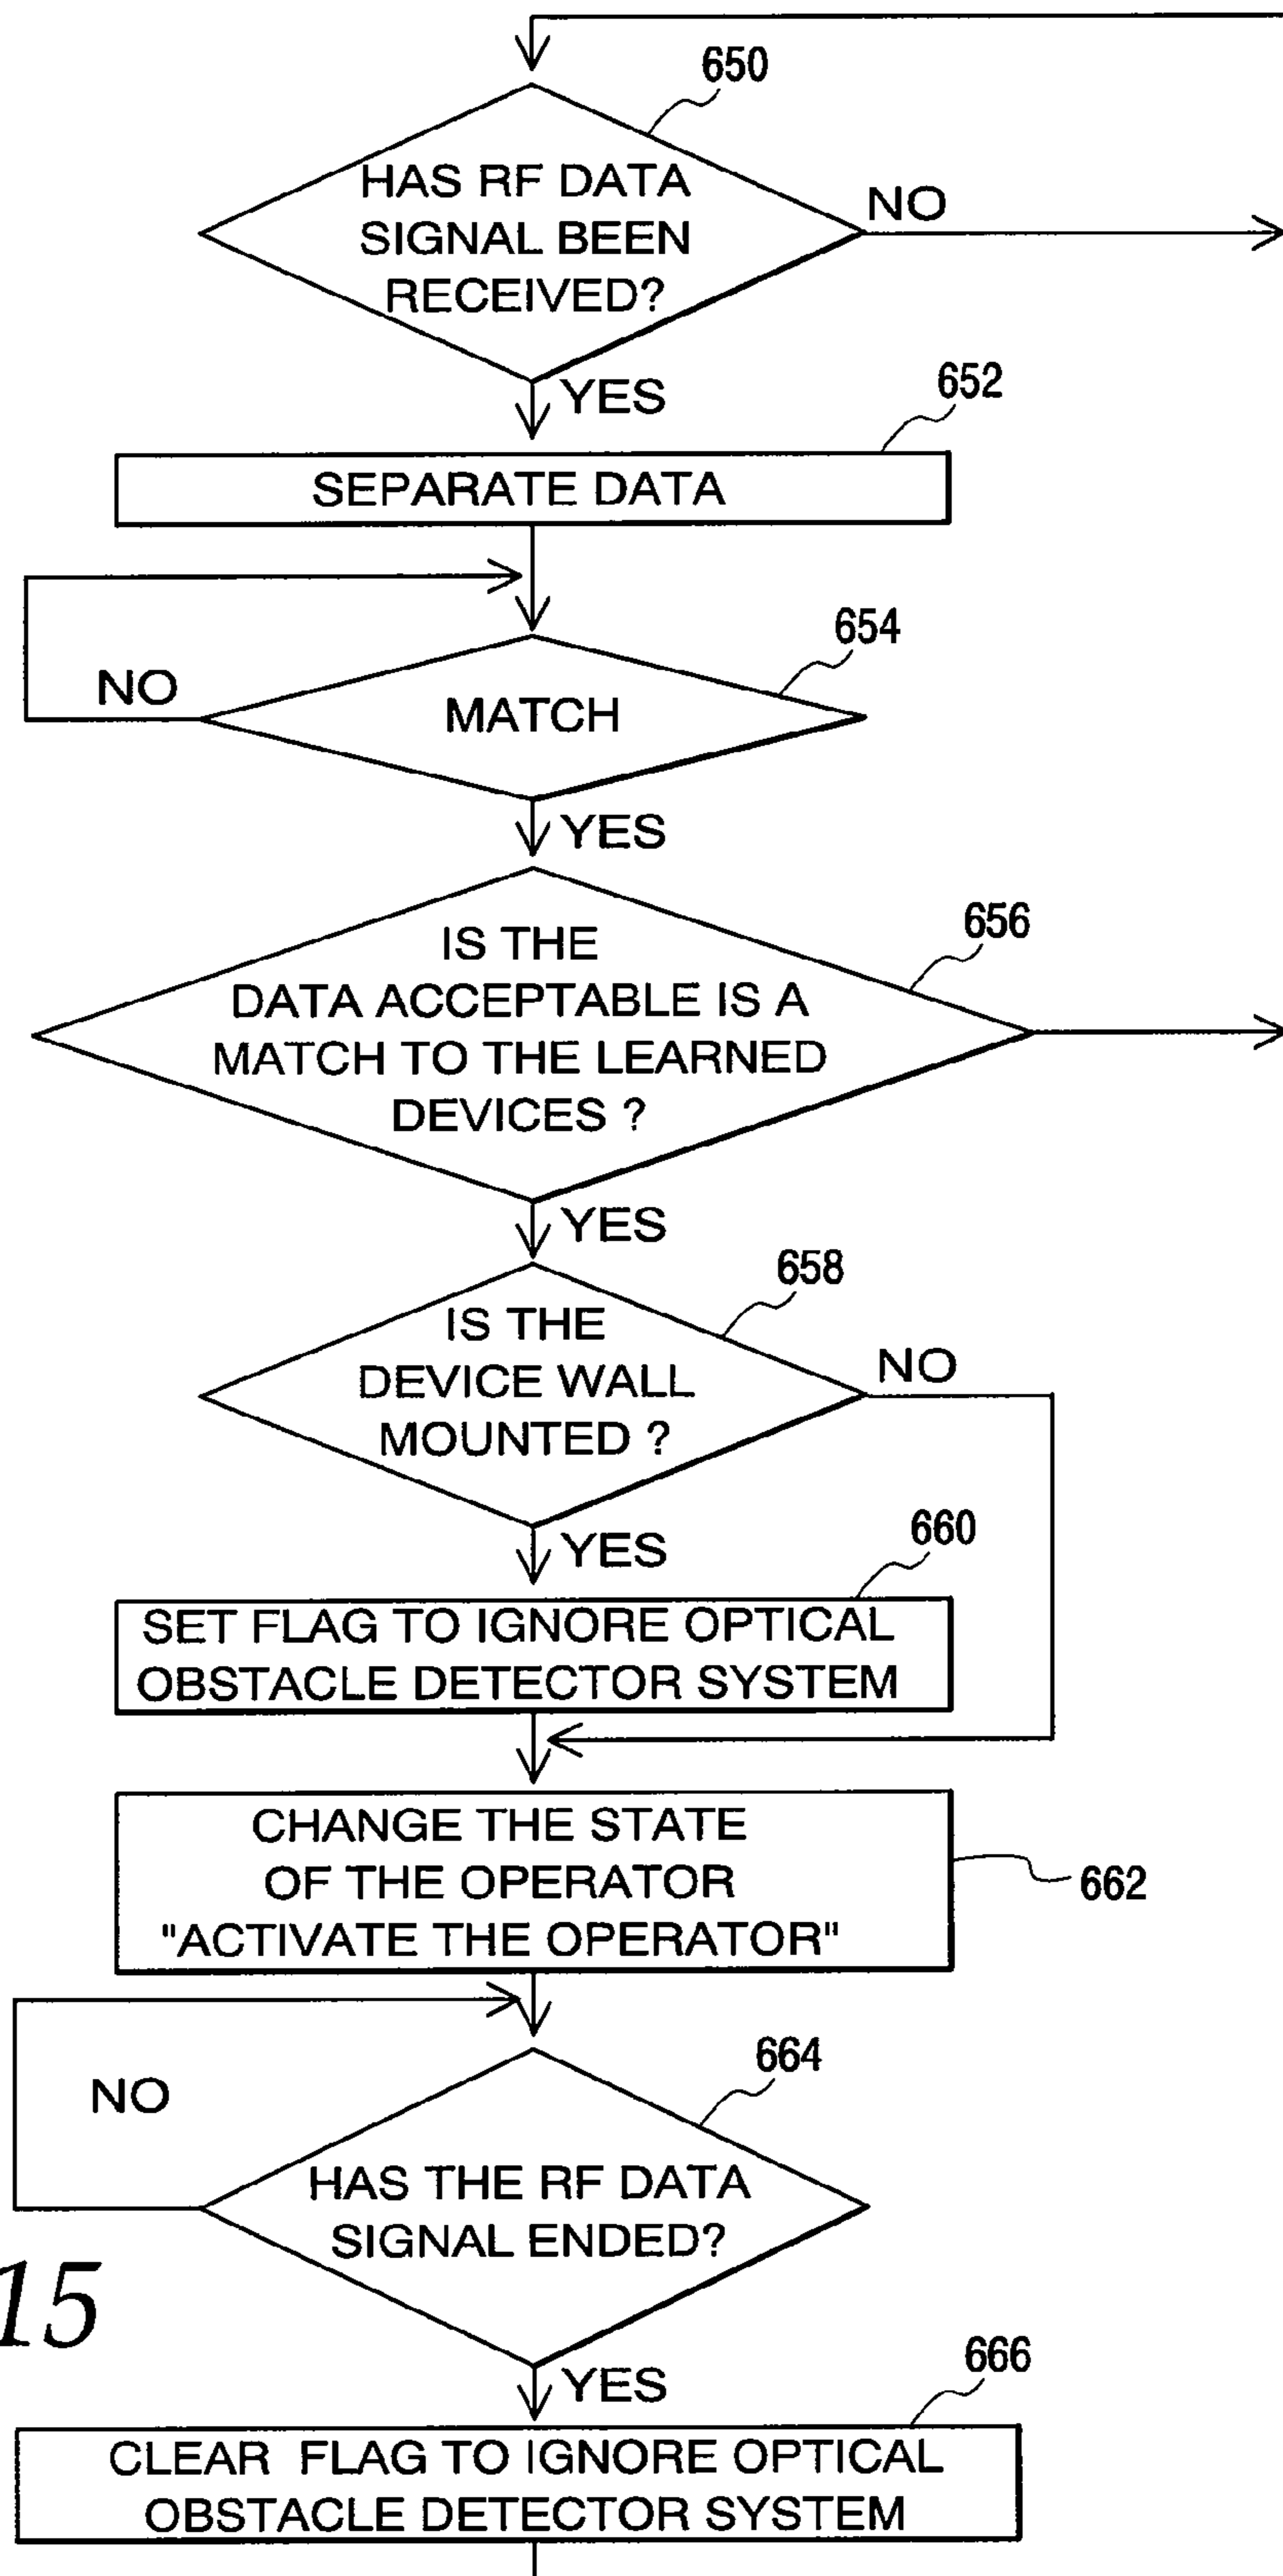 650
HAS RF DATA
SIGNAL BEEN
RECEIVED?
NO
YES
652
SEPARATE DATA
654
NO
MATCH
YES
656
IS THE
DATA ACCEPTABLE IS A
MATCH TO THE LEARNED
DEVICES ?
YES
658
IS THE
DEVICE WALL
MOUNTED ?
NO
YES
660
SET FLAG TO IGNORE OPTICAL
OBSTACLE DETECTOR SYSTEM
CHANGE THE STATE
OF THE OPERATOR
"ACTIVATE THE OPERATOR"
662
664
NO
HAS THE RF DATA
SIGNAL ENDED?
15
YES
666
CLEAR FLAG TO IGNORE OPTICAL
OBSTACLE DETECTOR SYSTEM